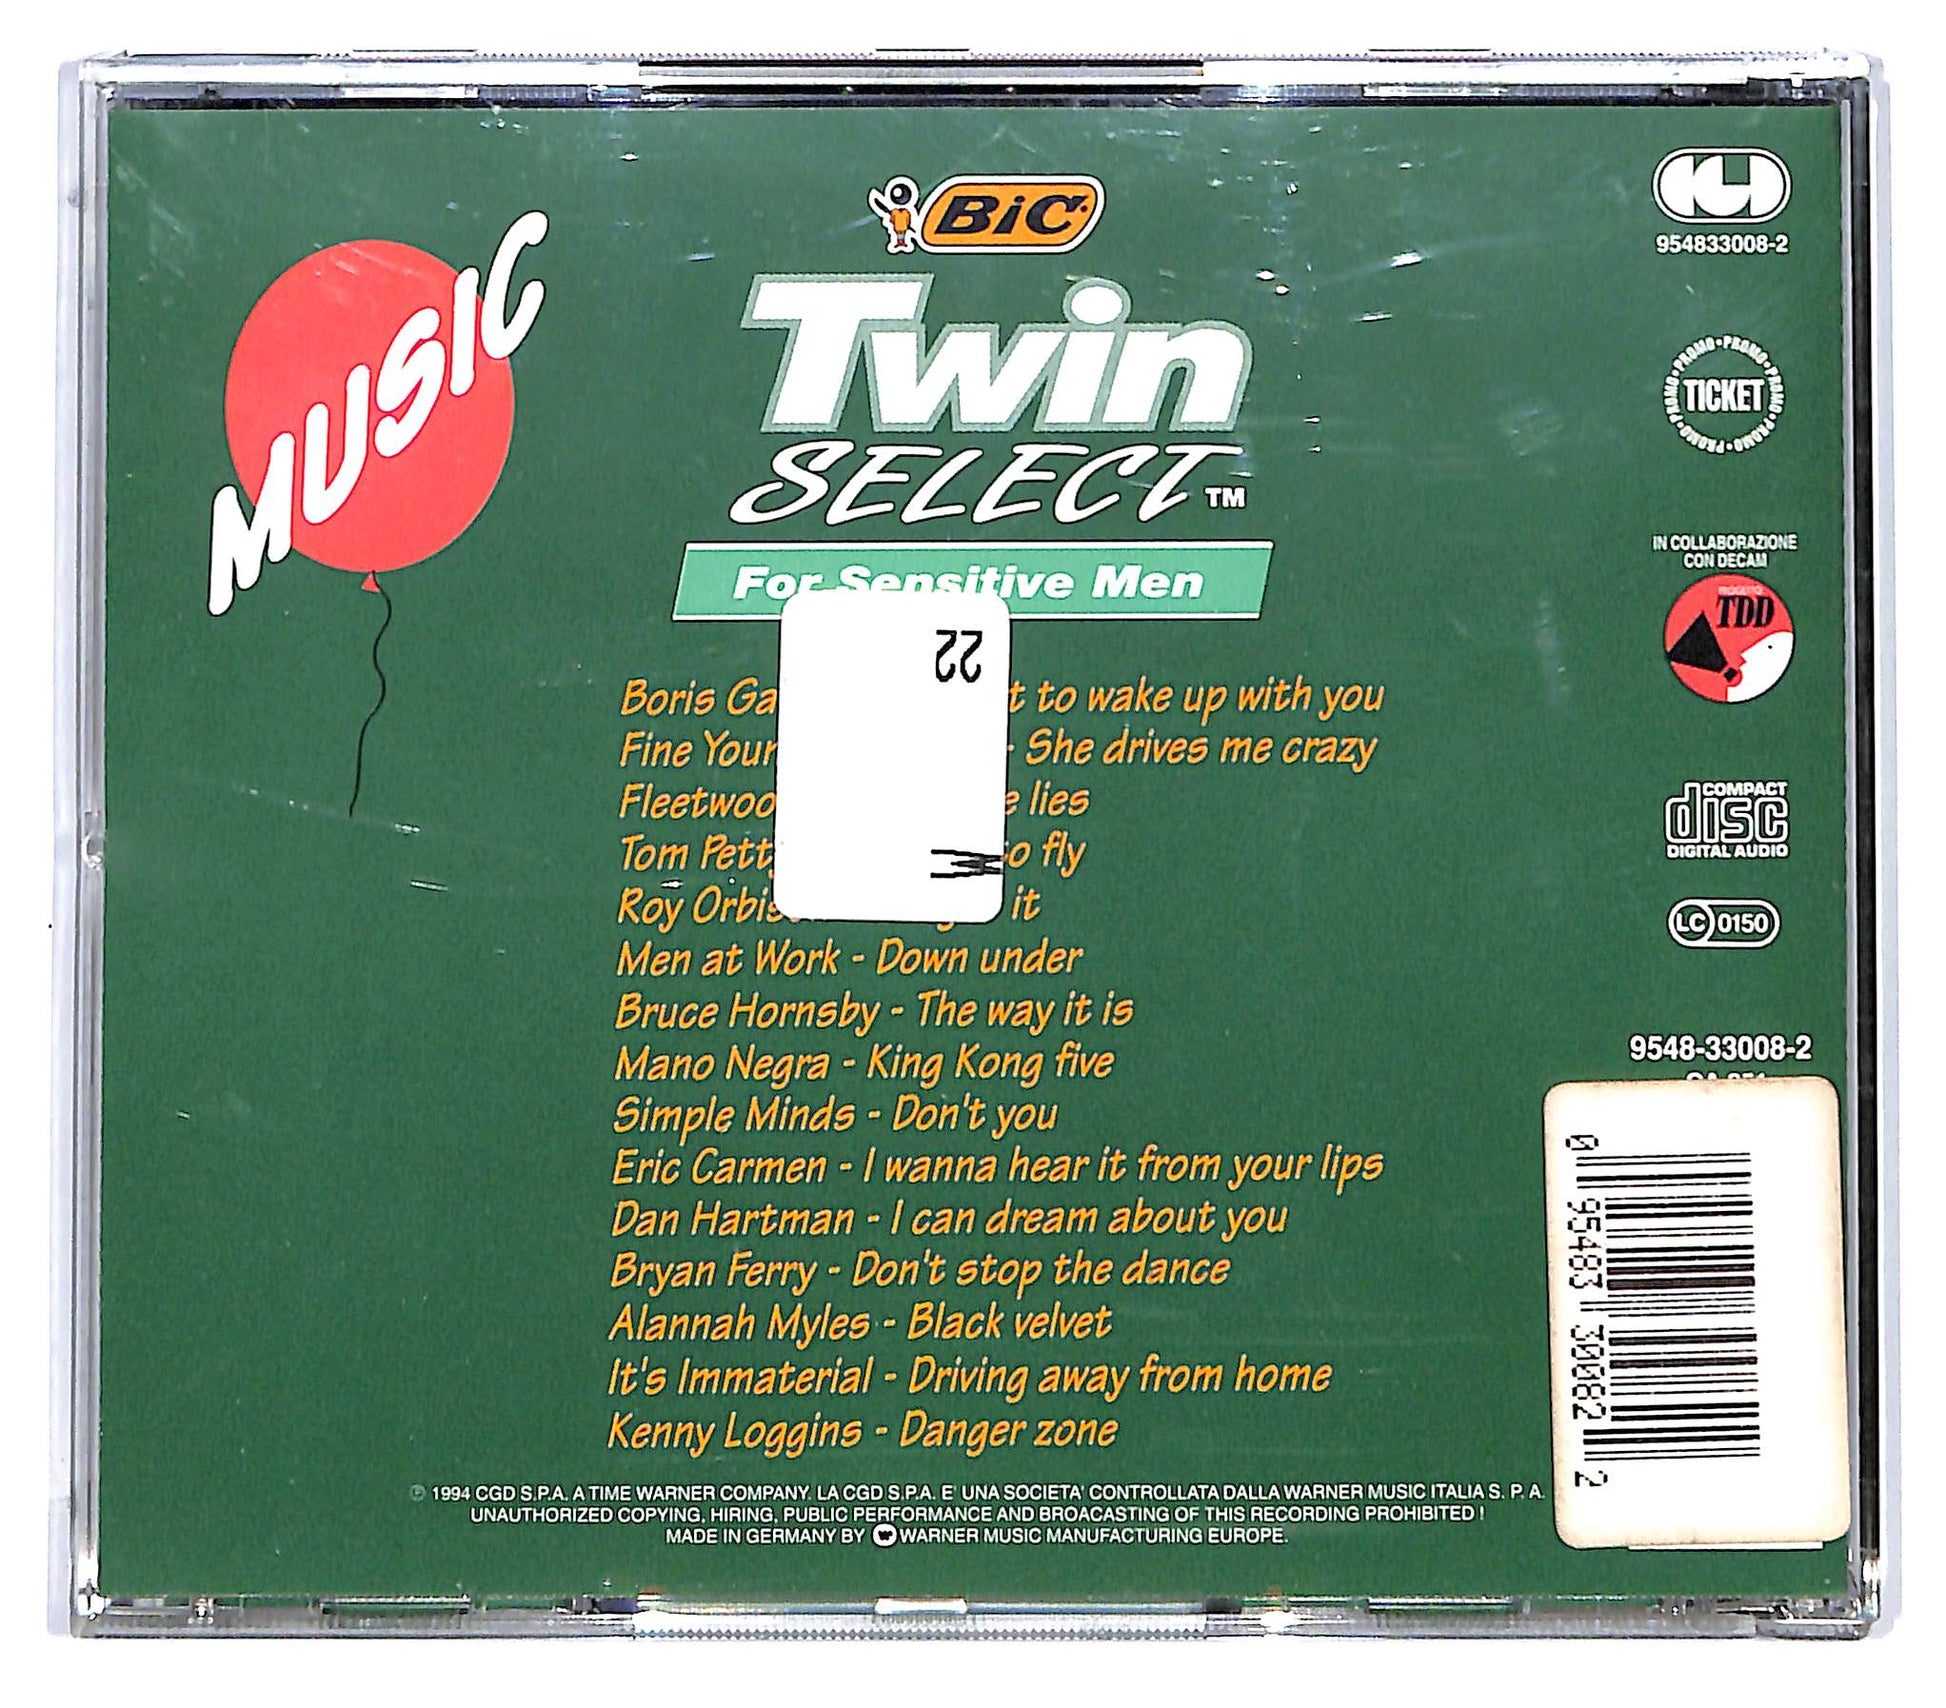 BiC
MUSIC
Twin
SELECT™
For Sensitive Men
22
Boris to wake up with you
Fine - She drives me crazy
lies
Tom fly
Roy it
Men at Work - Down under
Bruce Hornsby - The way it is
Mano Negra - King Kong five
Simple Minds - Don't you
Eric Carmen - I wanna hear it from your lips
Dan Hartman - I can dream about you
Bryan Ferry - Don't stop the dance
Alannah Myles - Black velvet
It's Immaterial - Driving away from home
Kenny Loggins - Danger zone
℗ 1994 CGD S.P.A. A TIME WARNER COMPANY. LA CGD S.P.A. E' UNA SOCIETA' CONTROLLATA DALLA WARNER MUSIC ITALIA S. P. A.
UNAUTHORIZED COPYING, HIRING, PUBLIC PERFORMANCE AND BROACASTING OF THIS RECORDING PROHIBITED !
MADE IN GERMANY BY WARNER MUSIC MANUFACTURING EUROPE.
CGD
954833008-2
PROMO•PROMO•PROMO•PROMO•PROMO•PROMO•
TICKET
IN COLLABORAZIONE
CON DECAM
PROGETTO
TDD
COMPACT
disc
DIGITAL AUDIO
LC 0150
9548-33008-2
0 95483 30082 2